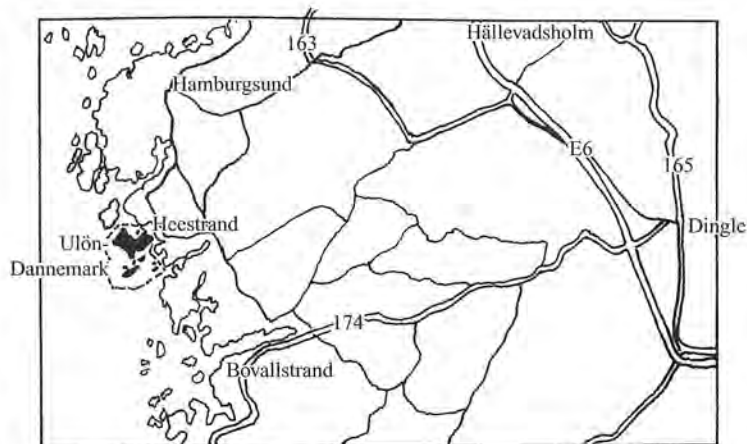 163
Hällevadsholm
Hamburgsund
E6
165
Heestrand
Dingle
Ulön-
Dannemark
174
Bovallstrand